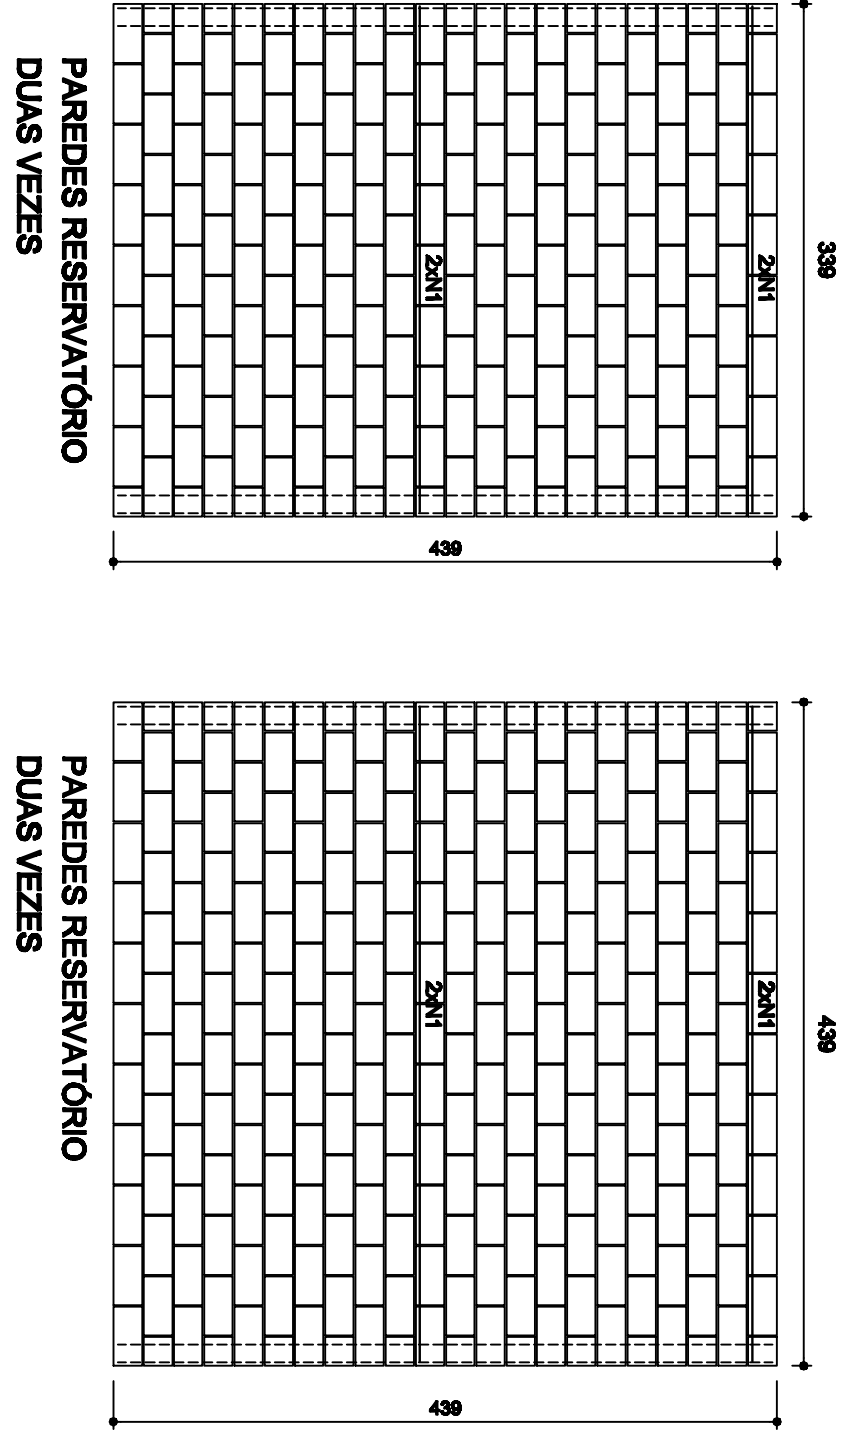 339
2xN1
2xN1
439
PAREDES RESERVATÓRIO
DUAS VEZES
439
2xN1
2xN1
439
PAREDES RESERVATÓRIO
DUAS VEZES